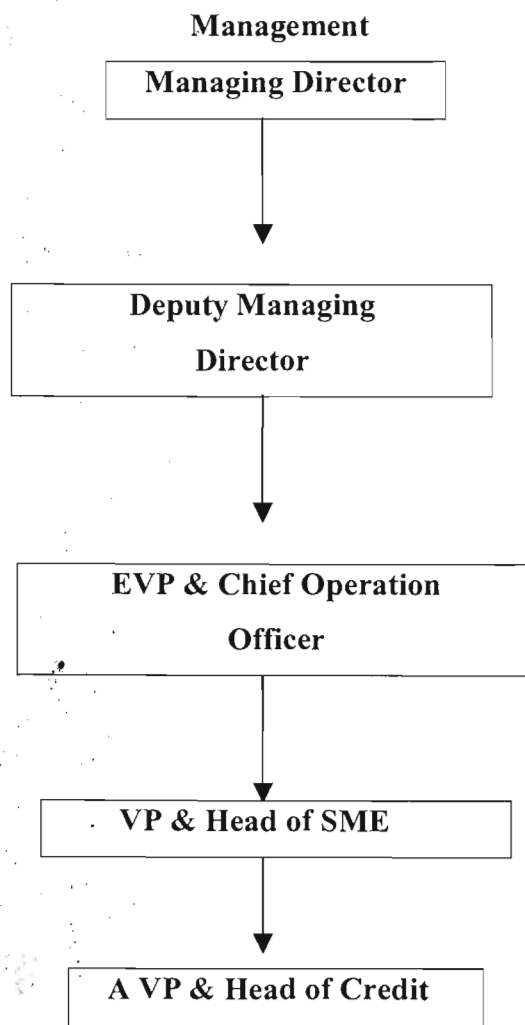 Management
Managing Director
Deputy Managing
Director
EVP & Chief Operation
Officer
VP & Head of SME
A VP & Head of Credit